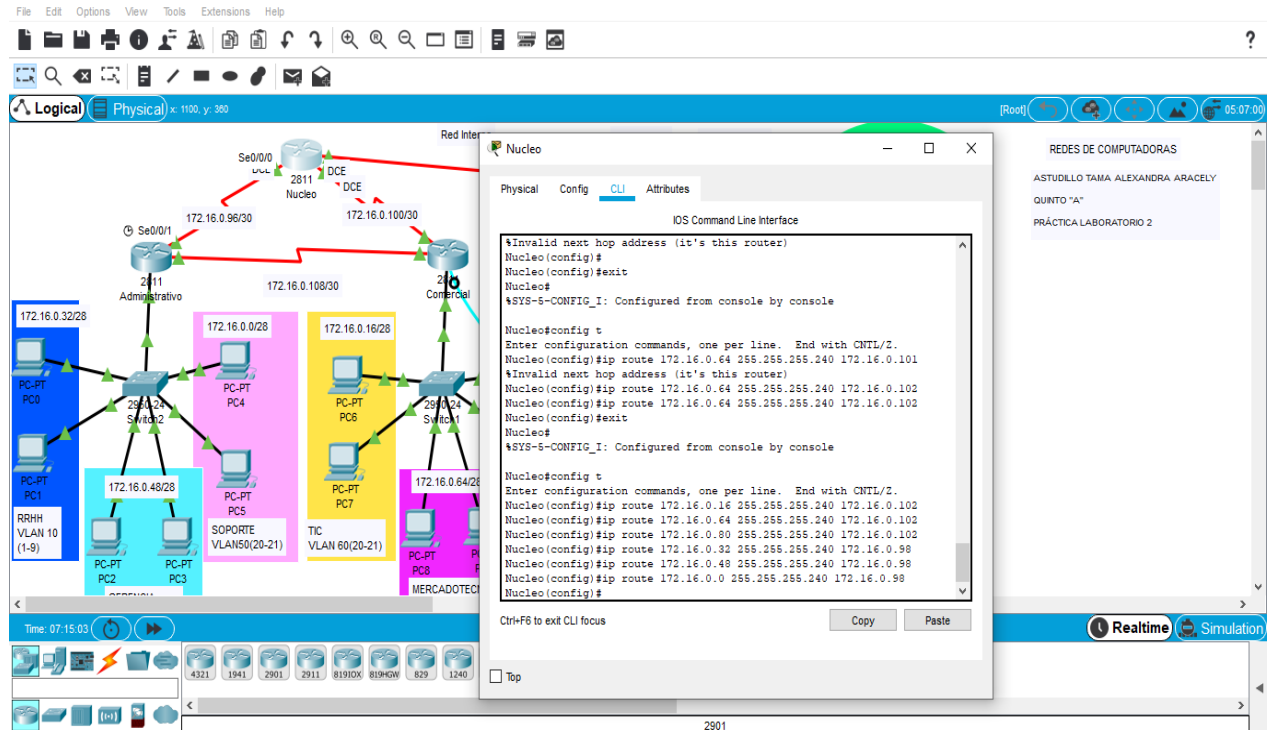 File Edit Options View Tools Extensions Help
?
Logical
Physical
x: 1100, y: 360
[Root]
05:07:00
Red Inte
Se0/0/0
DCE
DCE
2811
Nucleo
DCE
172.16.0.96/30
172.16.0.100/30
Se0/0/1
2811
Administrativo
172.16.0.108/30
Comercial
172.16.0.32/28
172.16.0.0/28
172.16.0.16/28
PC-PT
PC0
2950-24
Switch2
PC-PT
PC4
PC-PT
PC6
2950-24
Switch1
PC-PT
PC1
172.16.0.48/28
PC-PT
PC5
PC-PT
PC7
172.16.0.64/28
RRHH
VLAN 10
(1-9)
SOPORTE
VLAN50(20-21)
TIC
VLAN 60(20-21)
PC-PT
PC2
PC-PT
PC3
PC-PT
PC8
MERCADOTEC
REDES DE COMPUTADORAS
ASTUDILLO TAMA ALEXANDRA ARACELY
QUINTO "A"
PRÁCTICA LABORATORIO 2
Nucleo
Physical Config CLI Attributes
IOS Command Line Interface
%Invalid next hop address (it's this router)
Nucleo(config)#
Nucleo(config)#exit
Nucleo#
%SYS-5-CONFIG_I: Configured from console by console
Nucleo#config t
Enter configuration commands, one per line. End with CNTL/Z.
Nucleo(config)#ip route 172.16.0.64 255.255.255.240 172.16.0.101
%Invalid next hop address (it's this router)
Nucleo(config)#ip route 172.16.0.64 255.255.255.240 172.16.0.102
Nucleo(config)#ip route 172.16.0.64 255.255.255.240 172.16.0.102
Nucleo(config)#exit
Nucleo#
%SYS-5-CONFIG_I: Configured from console by console
Nucleo#config t
Enter configuration commands, one per line. End with CNTL/Z.
Nucleo(config)#ip route 172.16.0.16 255.255.255.240 172.16.0.102
Nucleo(config)#ip route 172.16.0.64 255.255.255.240 172.16.0.102
Nucleo(config)#ip route 172.16.0.80 255.255.255.240 172.16.0.102
Nucleo(config)#ip route 172.16.0.32 255.255.255.240 172.16.0.98
Nucleo(config)#ip route 172.16.0.48 255.255.255.240 172.16.0.98
Nucleo(config)#ip route 172.16.0.0 255.255.255.240 172.16.0.98
Nucleo(config)#
Ctrl+F6 to exit CLI focus
Copy
Paste
Top
Time: 07:15:03
Realtime
Simulation
4321 1941 2901 2911 819IOX 819HGW 829 1240
2901